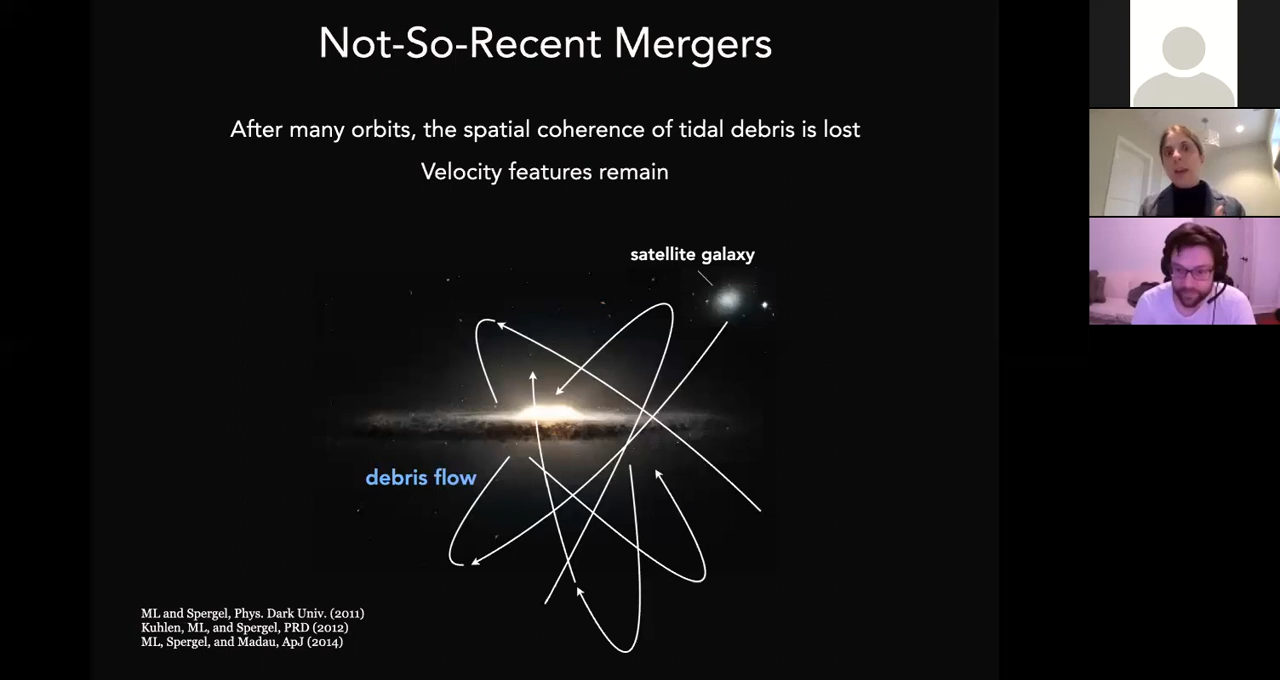 Not-So-Recent Mergers
After many orbits, the spatial coherence of tidal debris is lost
Velocity features remain
satellite galaxy
debris flow
ML and Spergel, Phys. Dark Univ. (2011)
Kuhlen, ML, and Spergel, PRD (2012)
ML, Spergel, and Madau, ApJ (2014)